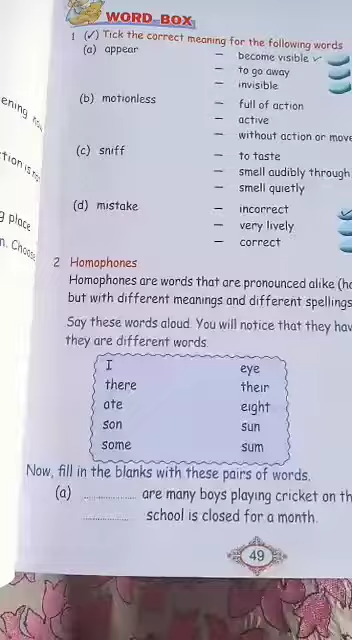 WORD BOX
1 (✓) Tick the correct meaning for the following words
(a) appear – become visible ✓
– to go away
– invisible
(b) motionless – full of action
– active
– without action or move
(c) sniff – to taste
– smell audibly through
– smell quietly
(d) mistake – incorrect
– very lively
– correct
ening
tion is
g place
n. Choose
2 Homophones
Homophones are words that are pronounced alike (h
but with different meanings and different spellings
Say these words aloud. You will notice that they hav
they are different words.
I eye
there their
ate eight
son sun
some sum
Now, fill in the blanks with these pairs of words.
(a) .............. are many boys playing cricket on th
.............. school is closed for a month.
49